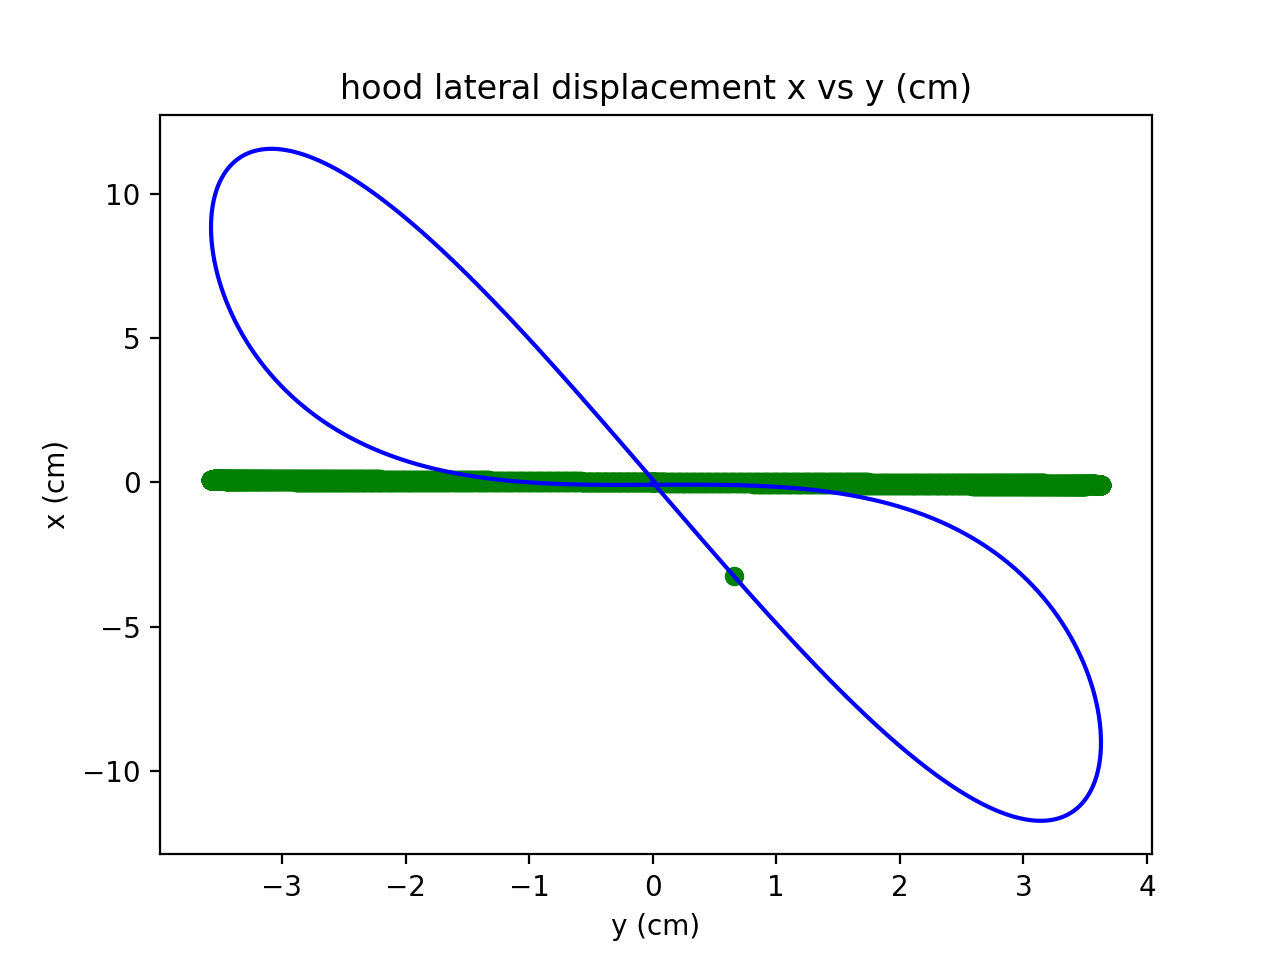 hood lateral displacement x vs y (cm)
10
5
0
−5
−10
x (cm)
−3 −2 −1 0 1 2 3 4
y (cm)